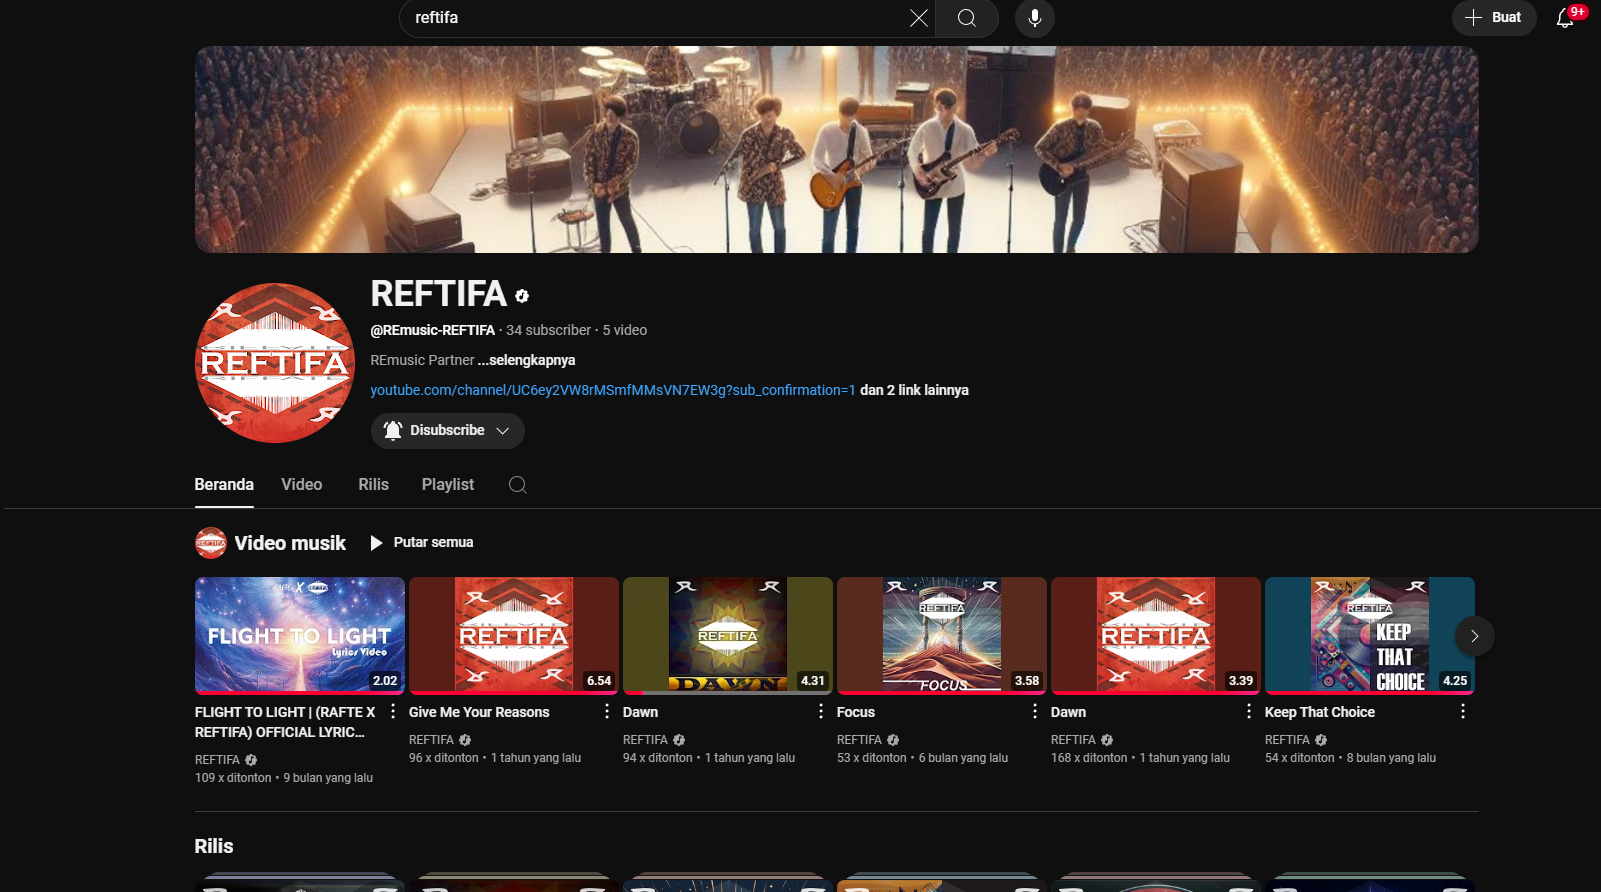 reftifa
Buat
9+
REFTIFA
@REmusic-REFTIFA · 34 subscriber · 5 video
REmusic Partner ...selengkapnya
youtube.com/channel/UC6ey2VW8rMSmfMMsVN7EW3g?sub_confirmation=1 dan 2 link lainnya
REFTIFA
Disubscribe
Beranda Video Rilis Playlist
Video musik Putar semua
RAFTE X REFTIFA
FLIGHT TO LIGHT
Lyrics Video
2.02
REFTIFA
6.54
REFTIFA
DAWN
4.31
REFTIFA
FOCUS
3.58
REFTIFA
3.39
REFTIFA
KEEP
THAT
CHOICE
4.25
FLIGHT TO LIGHT | (RAFTE X
REFTIFA) OFFICIAL LYRIC...
REFTIFA
109 x ditonton • 9 bulan yang lalu
Give Me Your Reasons
REFTIFA
96 x ditonton • 1 tahun yang lalu
Dawn
REFTIFA
94 x ditonton • 1 tahun yang lalu
Focus
REFTIFA
53 x ditonton • 6 bulan yang lalu
Dawn
REFTIFA
168 x ditonton • 1 tahun yang lalu
Keep That Choice
REFTIFA
54 x ditonton • 8 bulan yang lalu
Rilis